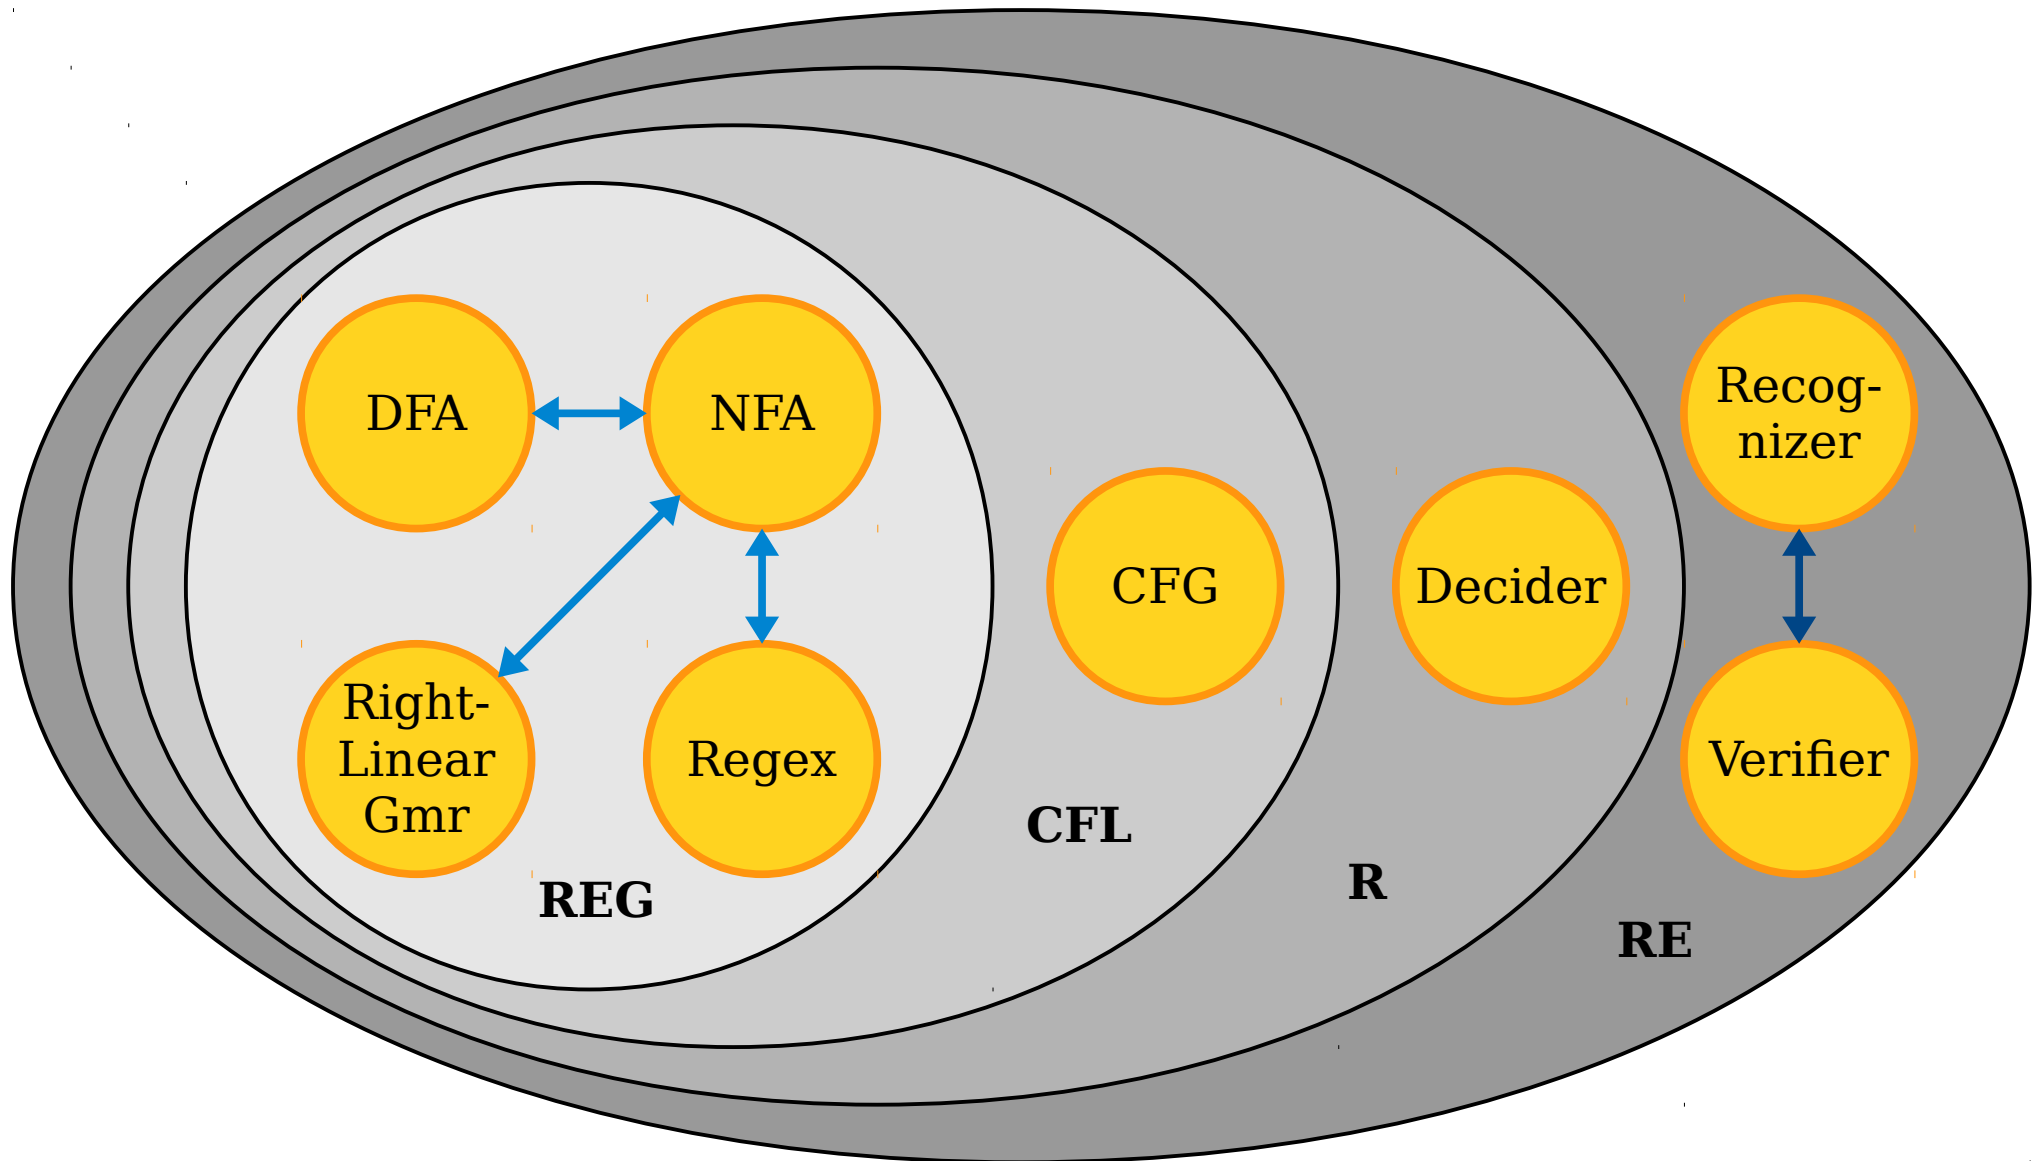 DFA
NFA
Right-
Linear
Gmr
Regex
REG
CFG
CFL
Decider
R
Recog-
nizer
Verifier
RE